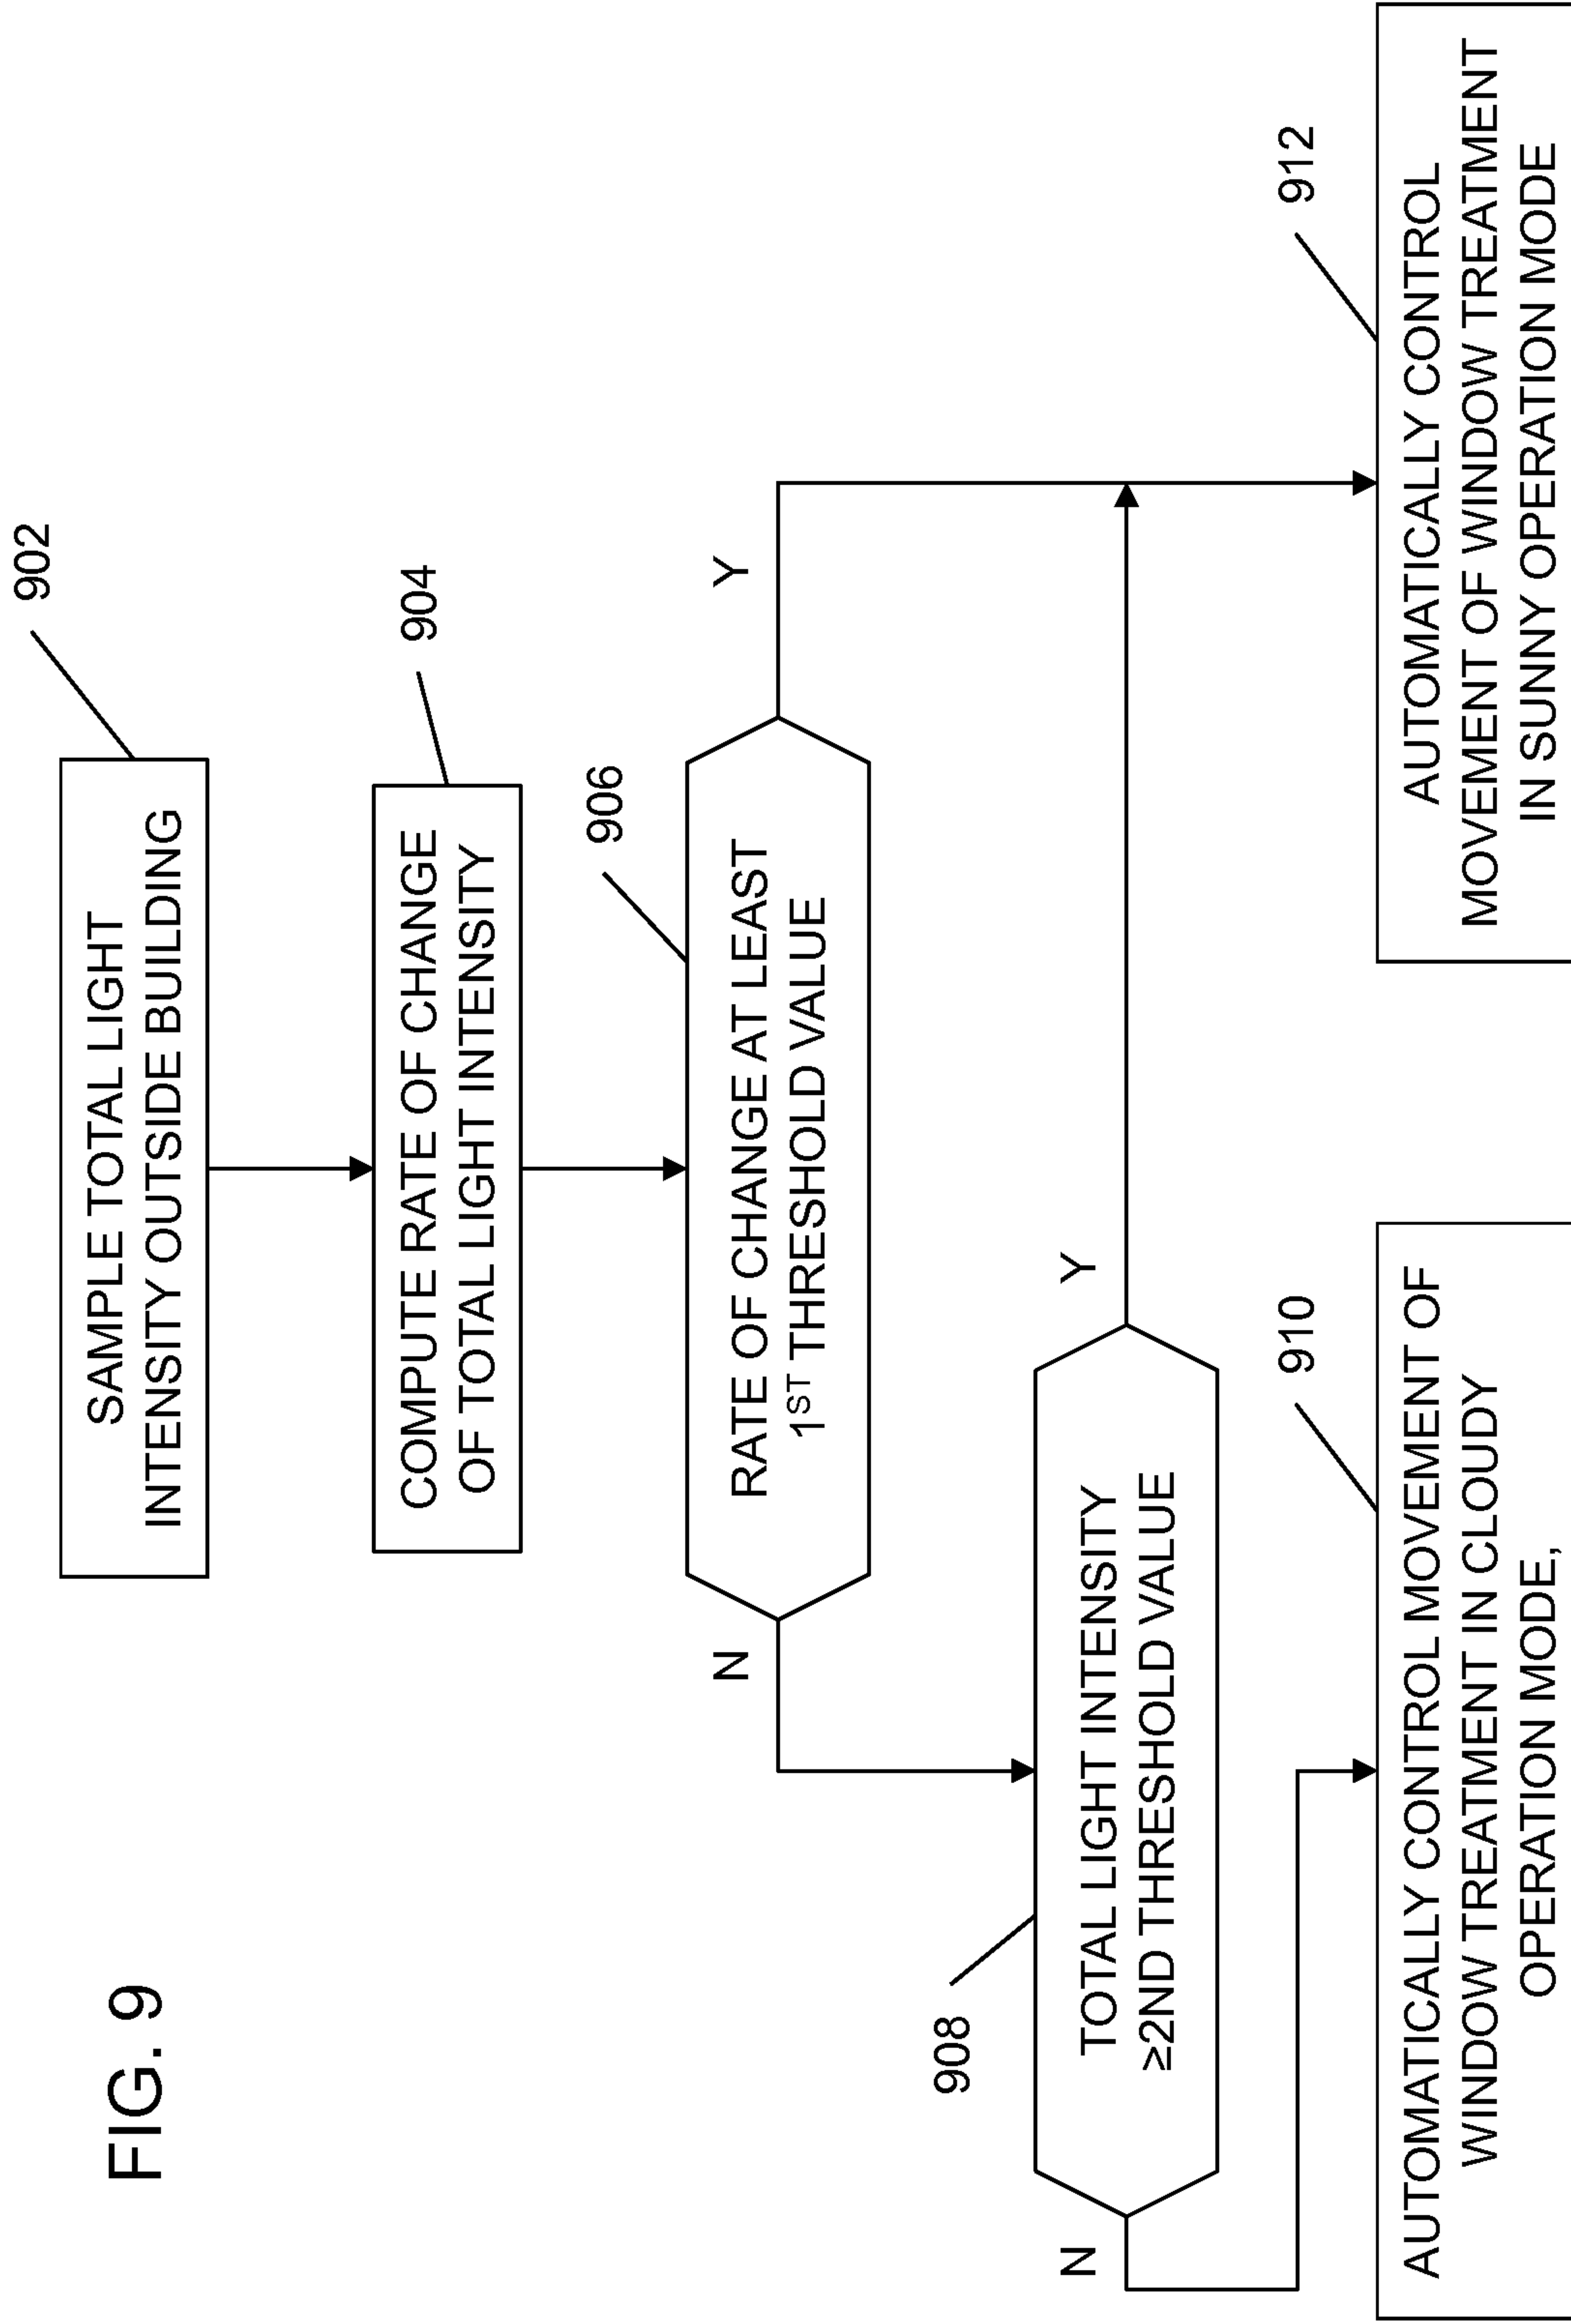 FIG. 9
902
SAMPLE TOTAL LIGHT
INTENSITY OUTSIDE BUILDING
904
COMPUTE RATE OF CHANGE
OF TOTAL LIGHT INTENSITY
906
RATE OF CHANGE AT LEAST
1ST THRESHOLD VALUE
N
Y
908
TOTAL LIGHT INTENSITY
≥2ND THRESHOLD VALUE
N
Y
910
AUTOMATICALLY CONTROL MOVEMENT OF
WINDOW TREATMENT IN CLOUDY
OPERATION MODE,
912
AUTOMATICALLY CONTROL
MOVEMENT OF WINDOW TREATMENT
IN SUNNY OPERATION MODE